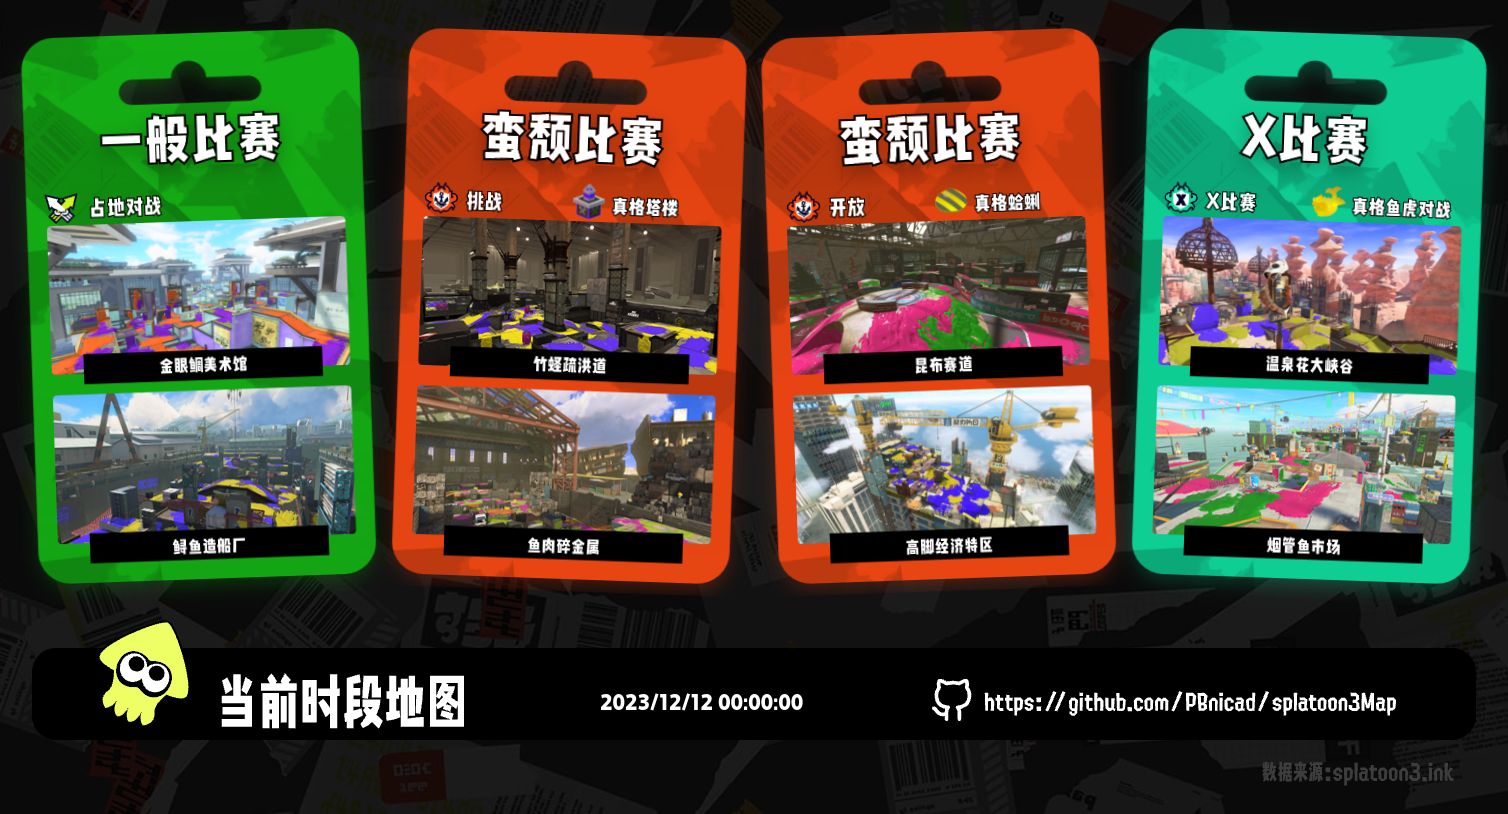 一般比赛
占地对战
金眼鲷美术馆
鲟鱼造船厂
蛮颓比赛
挑战
真格塔楼
竹蛏疏洪道
鱼肉碎金属
蛮颓比赛
开放
真格蛤蜊
昆布赛道
高脚经济特区
X比赛
X比赛
真格鱼虎对战
温泉花大峡谷
烟管鱼市场
当前时段地图
2023/12/12 00:00:00
https://github.com/PBnicad/splatoon3Map
数据来源:splatoon3.ink